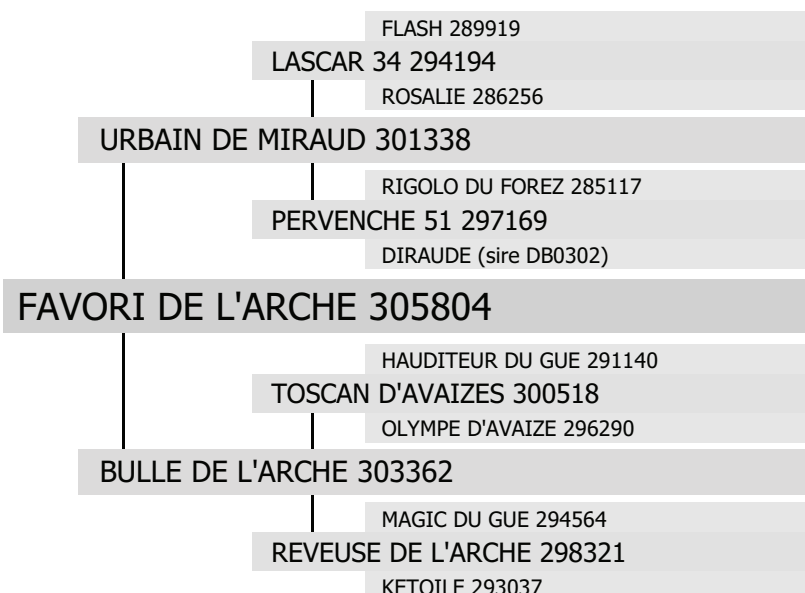 FLASH 289919
LASCAR 34 294194
ROSALIE 286256
URBAIN DE MIRAUD 301338
RIGOLO DU FOREZ 285117
PERVENCHE 51 297169
DIRAUDE (sire DB0302)
FAVORI DE L'ARCHE 305804
HAUDITEUR DU GUE 291140
TOSCAN D'AVAIZES 300518
OLYMPE D'AVAIZE 296290
BULLE DE L'ARCHE 303362
MAGIC DU GUE 294564
REVEUSE DE L'ARCHE 298321
KETOILE 293037